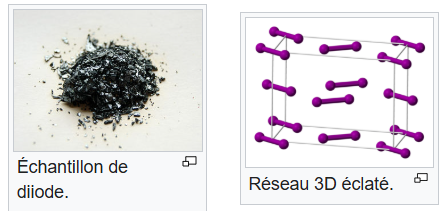 Échantillon de
diiode.
Réseau 3D éclaté.